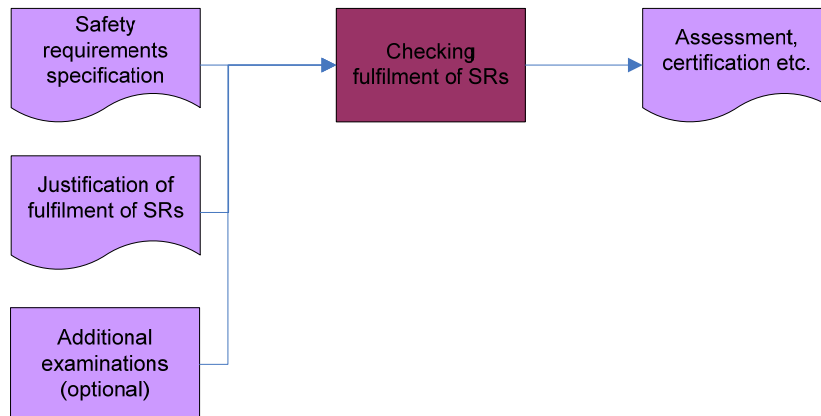 Safety
requirements
specification
Checking
fulfilment of SRs
Assessment,
certification etc.
Justification of
fulfilment of SRs
Additional
examinations
(optional)